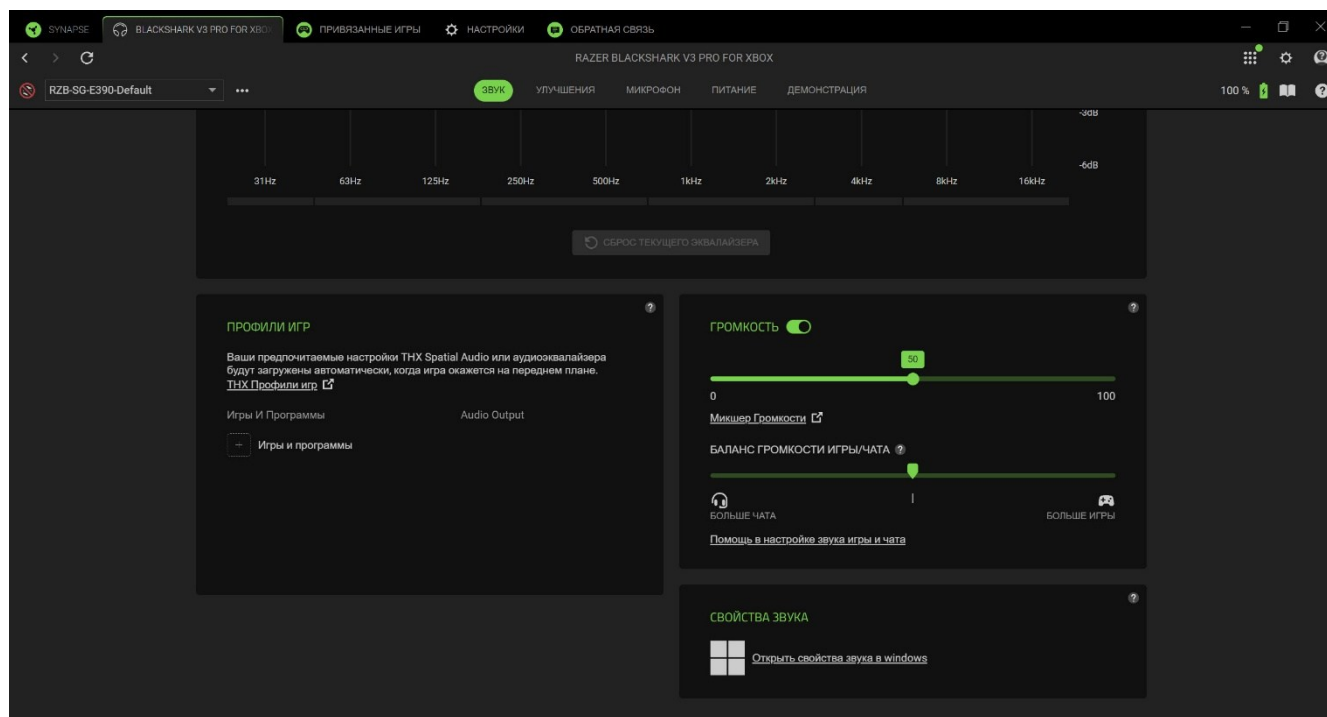 SYNAPSE
BLACKSHARK V3 PRO FOR XBO
ПРИВЯЗАННЫЕ ИГРЫ
НАСТРОЙКИ
ОБРАТНАЯ СВЯЗЬ
RAZER BLACKSHARK V3 PRO FOR XBOX
RZB-SG-E390-Default
ЗВУК
УЛУЧШЕНИЯ
МИКРОФОН
ПИТАНИЕ
ДЕМОНСТРАЦИЯ
100 %
-3dB
-6dB
31Hz 63Hz 125Hz 250Hz 500Hz 1kHz 2kHz 4kHz 8kHz 16kHz
СБРОС ТЕКУЩЕГО ЭКВАЛАЙЗЕРА
ПРОФИЛИ ИГР
Ваши предпочитаемые настройки THX Spatial Audio или аудиоэквалайзера
будут загружены автоматически, когда игра окажется на переднем плане.
THX Профили игр
Игры И Программы
Audio Output
Игры и программы
ГРОМКОСТЬ
50
0
100
Микшер Громкости
БАЛАНС ГРОМКОСТИ ИГРЫ/ЧАТА
БОЛЬШЕ ЧАТА
БОЛЬШЕ ИГРЫ
Помощь в настройке звука игры и чата
СВОЙСТВА ЗВУКА
Открыть свойства звука в windows